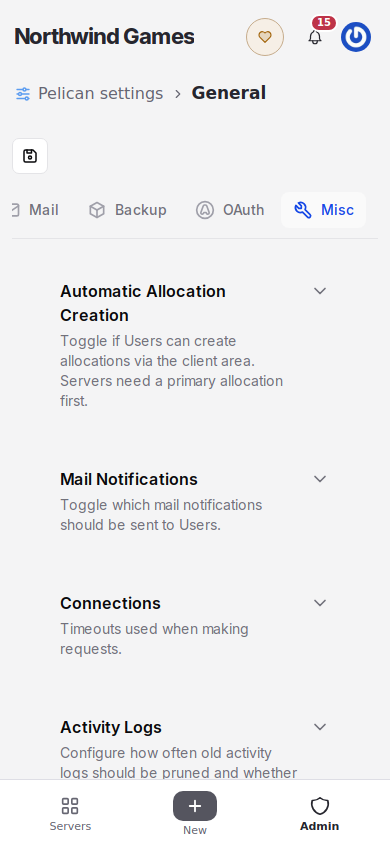 Northwind Games
15
Pelican settings > General
Mail Backup OAuth Misc
Automatic Allocation
Creation
Toggle if Users can create
allocations via the client area.
Servers need a primary allocation
first.
Mail Notifications
Toggle which mail notifications
should be sent to Users.
Connections
Timeouts used when making
requests.
Activity Logs
Configure how often old activity
logs should be pruned and whether
Servers New Admin